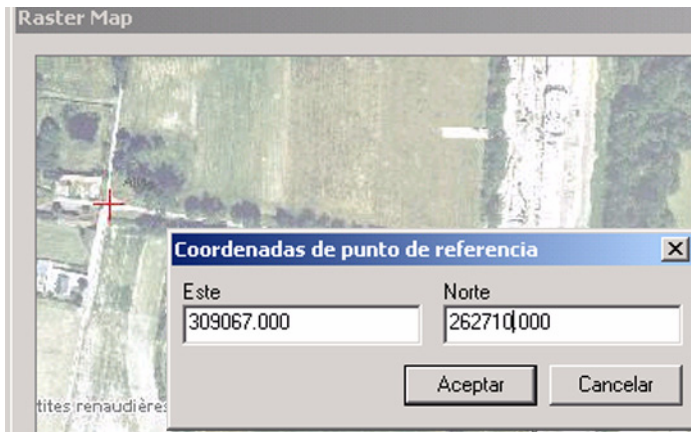 Raster Map
Coordenadas de punto de referencia
Este
Norte
309067.000
262710.000
Aceptar
Cancelar
tites renaudières